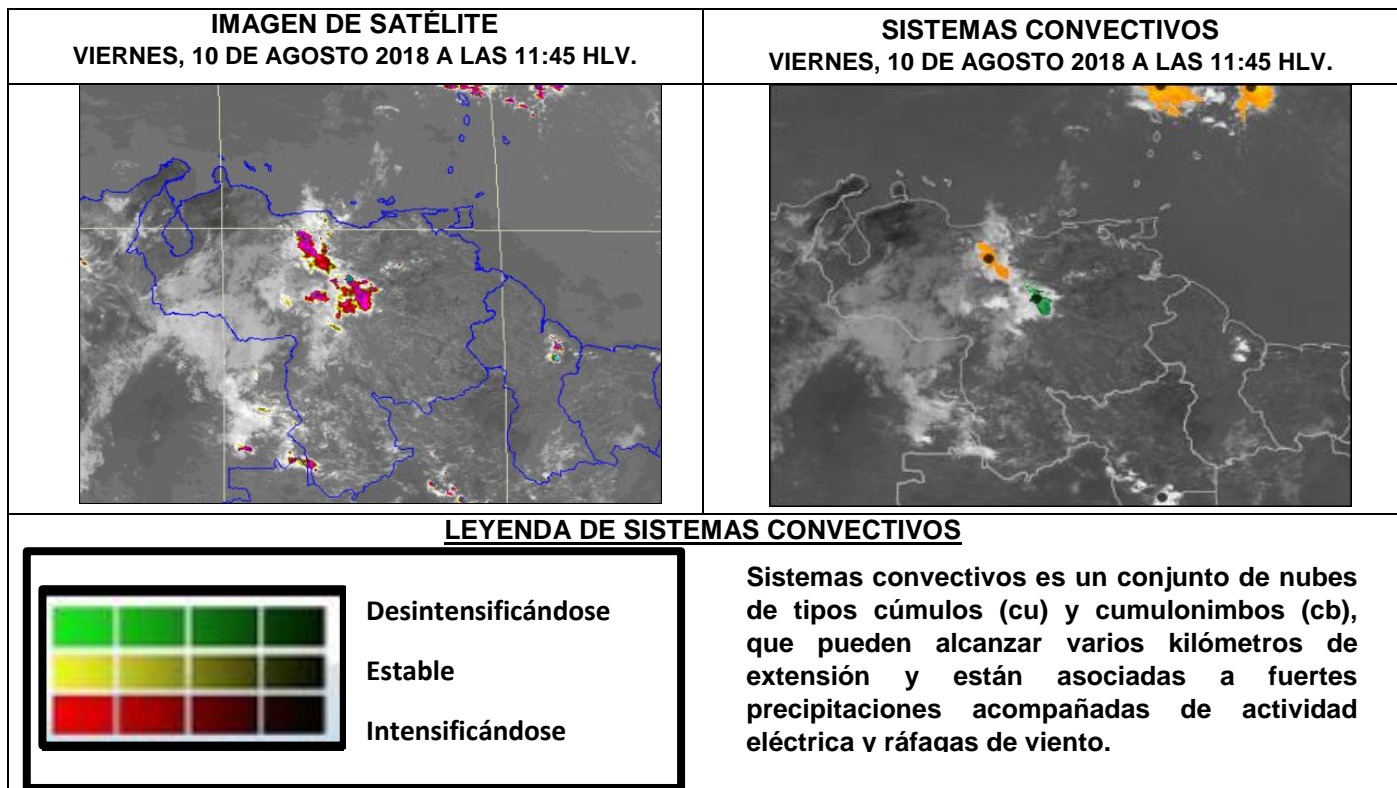 IMAGEN DE SATÉLITE
VIERNES, 10 DE AGOSTO 2018 A LAS 11:45 HLV.
SISTEMAS CONVECTIVOS
VIERNES, 10 DE AGOSTO 2018 A LAS 11:45 HLV.
LEYENDA DE SISTEMAS CONVECTIVOS
Desintensificándose
Estable
Intensificándose
Sistemas convectivos es un conjunto de nubes
de tipos cúmulos (cu) y cumulonimbos (cb),
que pueden alcanzar varios kilómetros de
extensión y están asociadas a fuertes
precipitaciones acompañadas de actividad
eléctrica y ráfagas de viento.